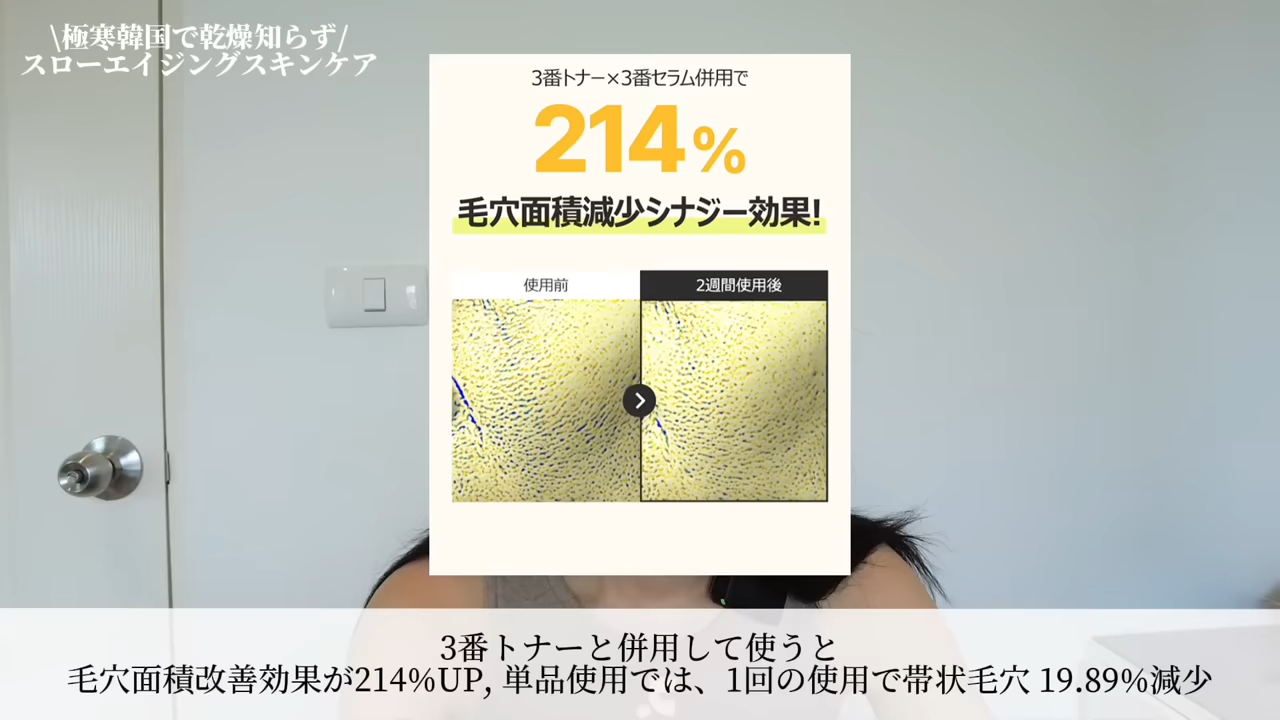 \極寒韓国で乾燥知らず/
スローエイジングスキンケア
3番トナー×3番セラム併用で
214%
毛穴面積減少シナジー効果!
使用前
2週間使用後
3番トナーと併用して使うと
毛穴面積改善効果が214%UP, 単品使用では、1回の使用で帯状毛穴 19.89%減少